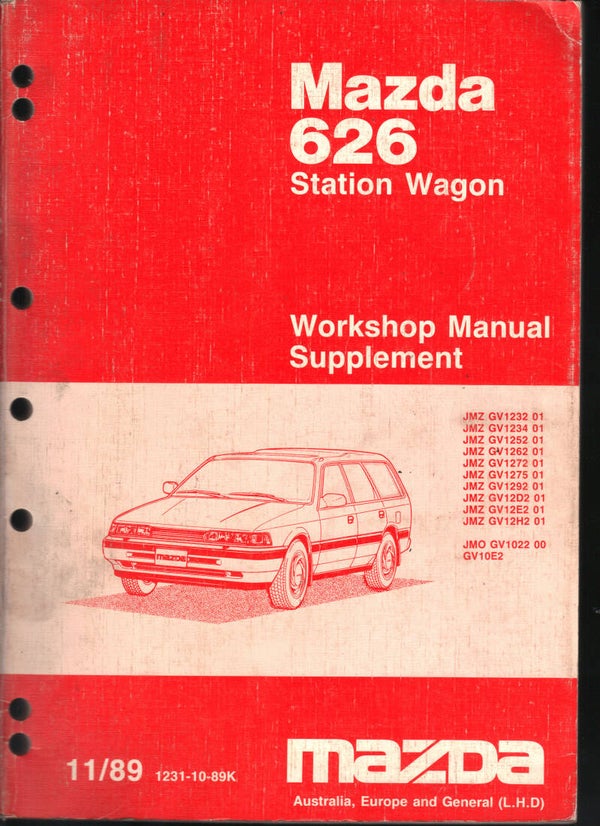 Mazda
626
Station Wagon
Workshop Manual
Supplement
JMZ GV1232 01
JMZ GV1234 01
JMZ GV1252 01
JMZ GV1262 01
JMZ GV1272 01
JMZ GV1275 01
JMZ GV1292 01
JMZ GV12D2 01
JMZ GV12E2 01
JMZ GV12H2 01
JMO GV1022 00
GV10E2
mazda
11/89 1231-10-89K
mazda
Australia, Europe and General (L.H.D)